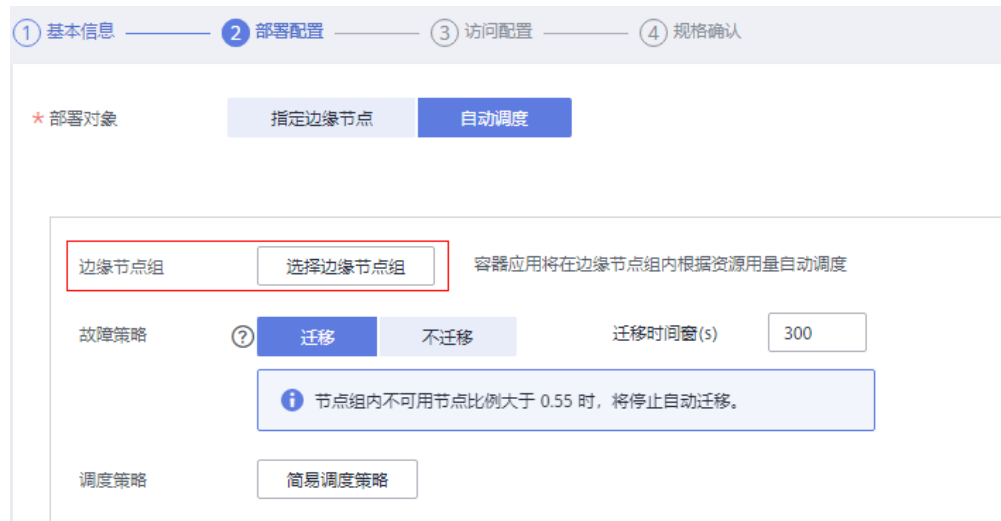 1 基本信息 2 部署配置 3 访问配置 4 规格确认
* 部署对象 指定边缘节点 自动调度
边缘节点组 选择边缘节点组 容器应用将在边缘节点组内根据资源用量自动调度
故障策略 ? 迁移 不迁移 迁移时间窗(s) 300
节点组内不可用节点比例大于 0.55 时，将停止自动迁移。
调度策略 简易调度策略